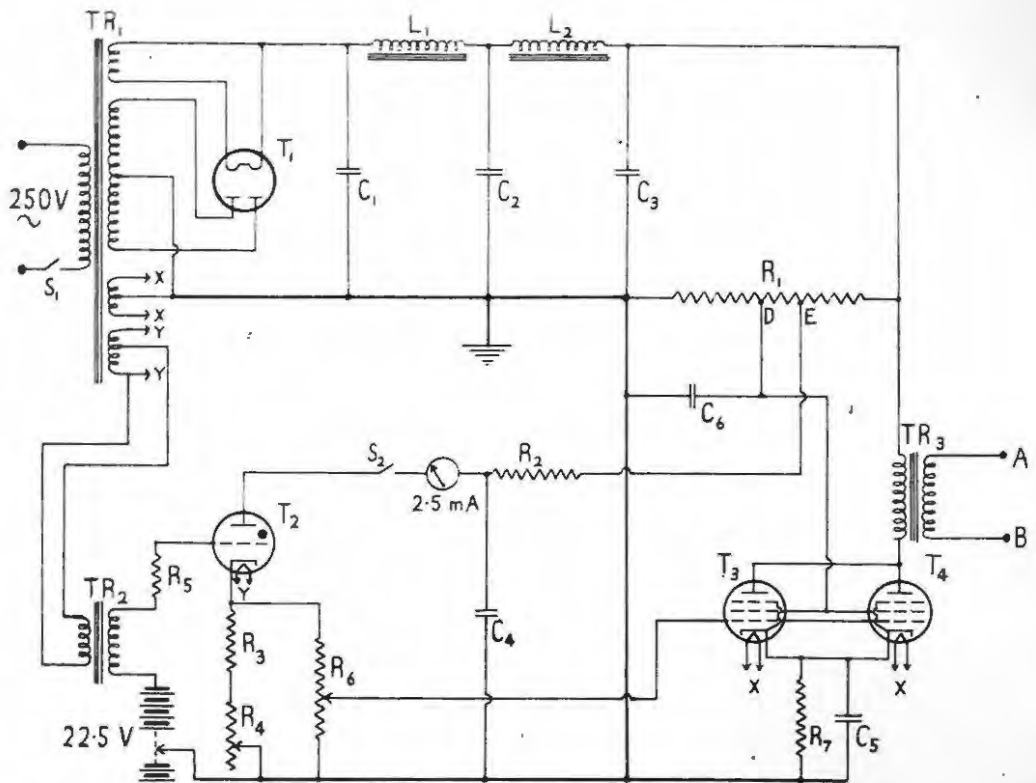 TR₁
L₁
L₂
T₁
C₁
C₂
C₃
250V
~
S₁
X
X
Y
Y
R₁
D
E
C₆
TR₃
A
B
S₂
2·5 mA
R₂
T₂
R₅
Y
TR₂
R₃
R₆
C₄
R₄
22·5 V
T₃
T₄
X
X
R₇
C₅